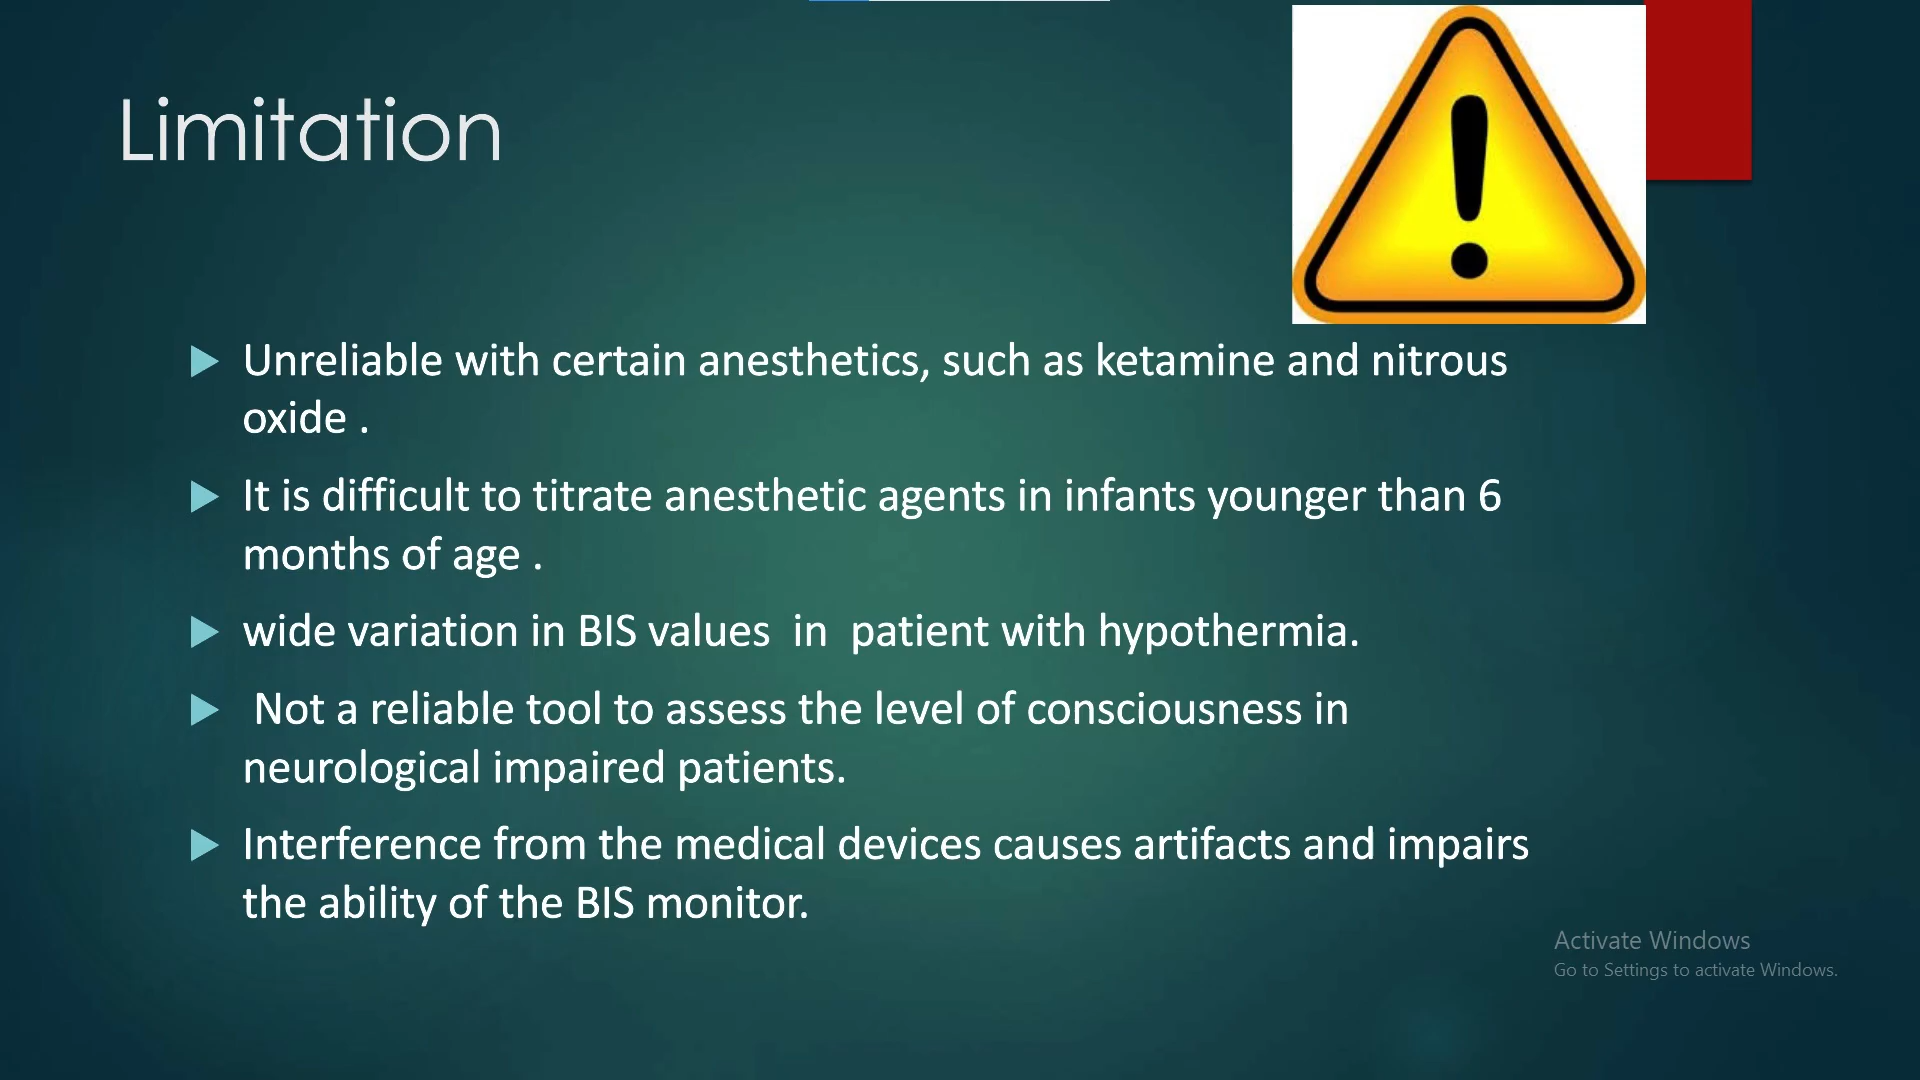 Limitation
Unreliable with certain anesthetics, such as ketamine and nitrous
oxide .
It is difficult to titrate anesthetic agents in infants younger than 6
months of age .
wide variation in BIS values  in  patient with hypothermia.
Not a reliable tool to assess the level of consciousness in
neurological impaired patients.
Interference from the medical devices causes artifacts and impairs
the ability of the BIS monitor.
Activate Windows
Go to Settings to activate Windows.